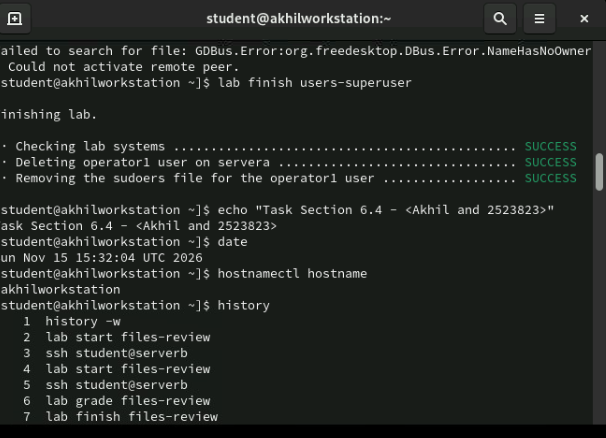 student@akhilworkstation:~
ailed to search for file: GDBus.Error:org.freedesktop.DBus.Error.NameHasNoOwner
Could not activate remote peer.
student@akhilworkstation ~]$ lab finish users-superuser
inishing lab.
· Checking lab systems .............................................. SUCCESS
· Deleting operator1 user on servera ................................ SUCCESS
· Removing the sudoers file for the operator1 user .................. SUCCESS
student@akhilworkstation ~]$ echo "Task Section 6.4 - <Akhil and 2523823>"
ask Section 6.4 - <Akhil and 2523823>
student@akhilworkstation ~]$ date
un Nov 15 15:32:04 UTC 2026
student@akhilworkstation ~]$ hostnamectl hostname
akhilworkstation
student@akhilworkstation ~]$ history
1 history -w
2 lab start files-review
3 ssh student@serverb
4 lab start files-review
5 ssh student@serverb
6 lab grade files-review
7 lab finish files-review